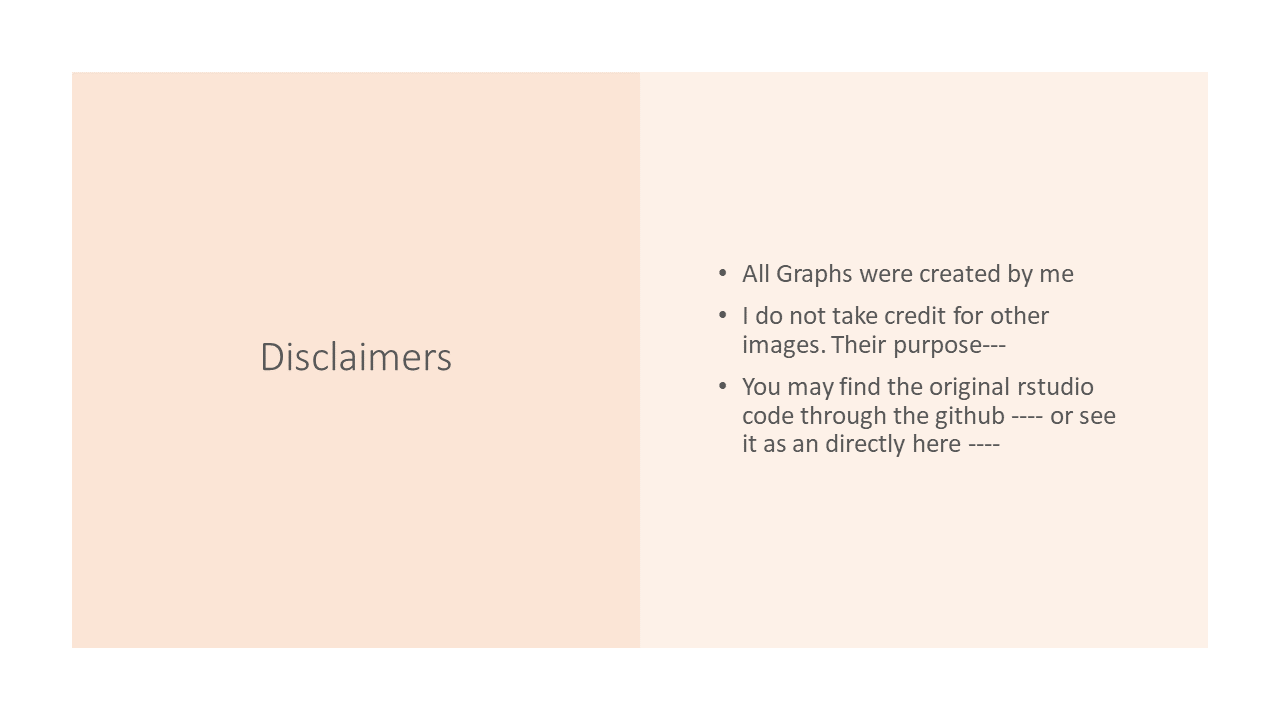 Disclaimers
• All Graphs were created by me
• I do not take credit for other
images. Their purpose---
• You may find the original rstudio
code through the github ---- or see
it as an directly here ----